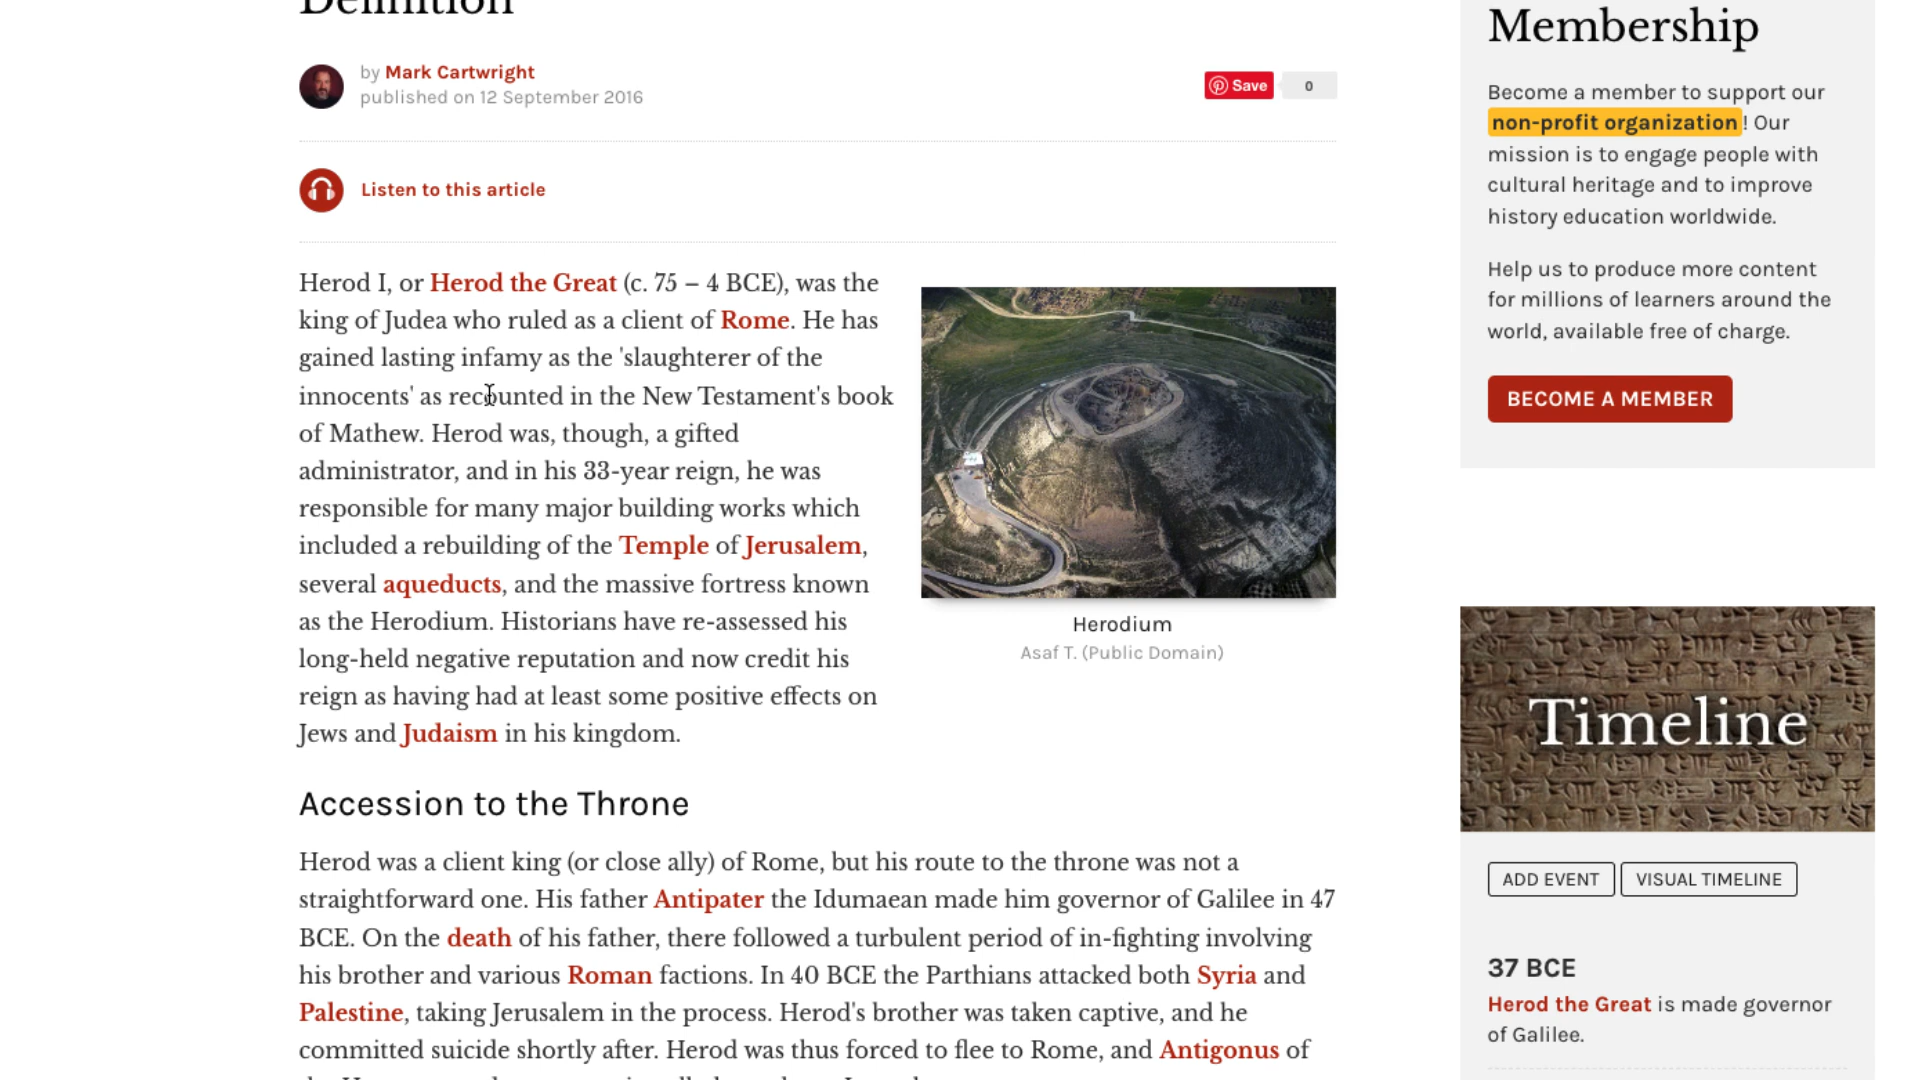 Definition
by Mark Cartwright
published on 12 September 2016
Save
0
Listen to this article
Herod I, or Herod the Great (c. 75 – 4 BCE), was the
king of Judea who ruled as a client of Rome. He has
gained lasting infamy as the 'slaughterer of the
innocents' as recounted in the New Testament's book
of Mathew. Herod was, though, a gifted
administrator, and in his 33-year reign, he was
responsible for many major building works which
included a rebuilding of the Temple of Jerusalem,
several aqueducts, and the massive fortress known
as the Herodium. Historians have re-assessed his
long-held negative reputation and now credit his
reign as having had at least some positive effects on
Jews and Judaism in his kingdom.
Herodium
Asaf T. (Public Domain)
Accession to the Throne
Herod was a client king (or close ally) of Rome, but his route to the throne was not a
straightforward one. His father Antipater the Idumaean made him governor of Galilee in 47
BCE. On the death of his father, there followed a turbulent period of in-fighting involving
his brother and various Roman factions. In 40 BCE the Parthians attacked both Syria and
Palestine, taking Jerusalem in the process. Herod's brother was taken captive, and he
committed suicide shortly after. Herod was thus forced to flee to Rome, and Antigonus of
Membership
Become a member to support our
non-profit organization! Our
mission is to engage people with
cultural heritage and to improve
history education worldwide.
Help us to produce more content
for millions of learners around the
world, available free of charge.
BECOME A MEMBER
Timeline
ADD EVENT
VISUAL TIMELINE
37 BCE
Herod the Great is made governor
of Galilee.